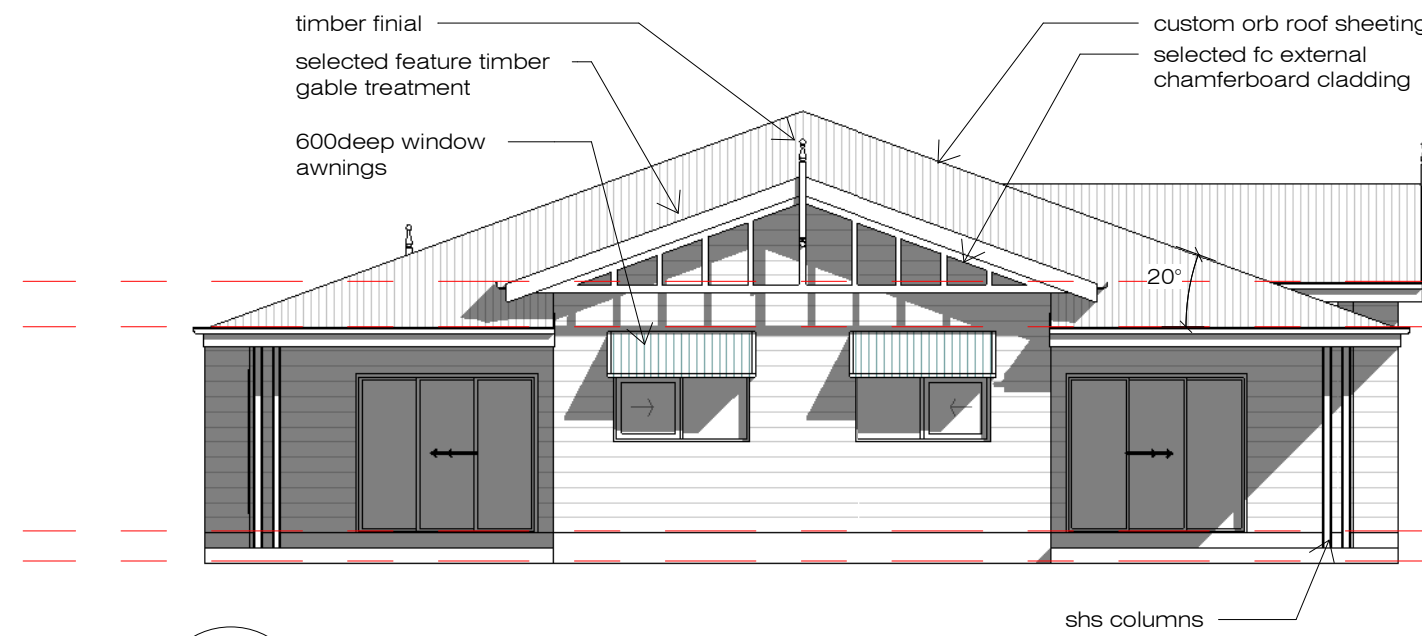 timber finial
selected feature timber
gable treatment
600deep window
awnings
custom orb roof sheeting
selected fc external
chamferboard cladding
20°
shs columns